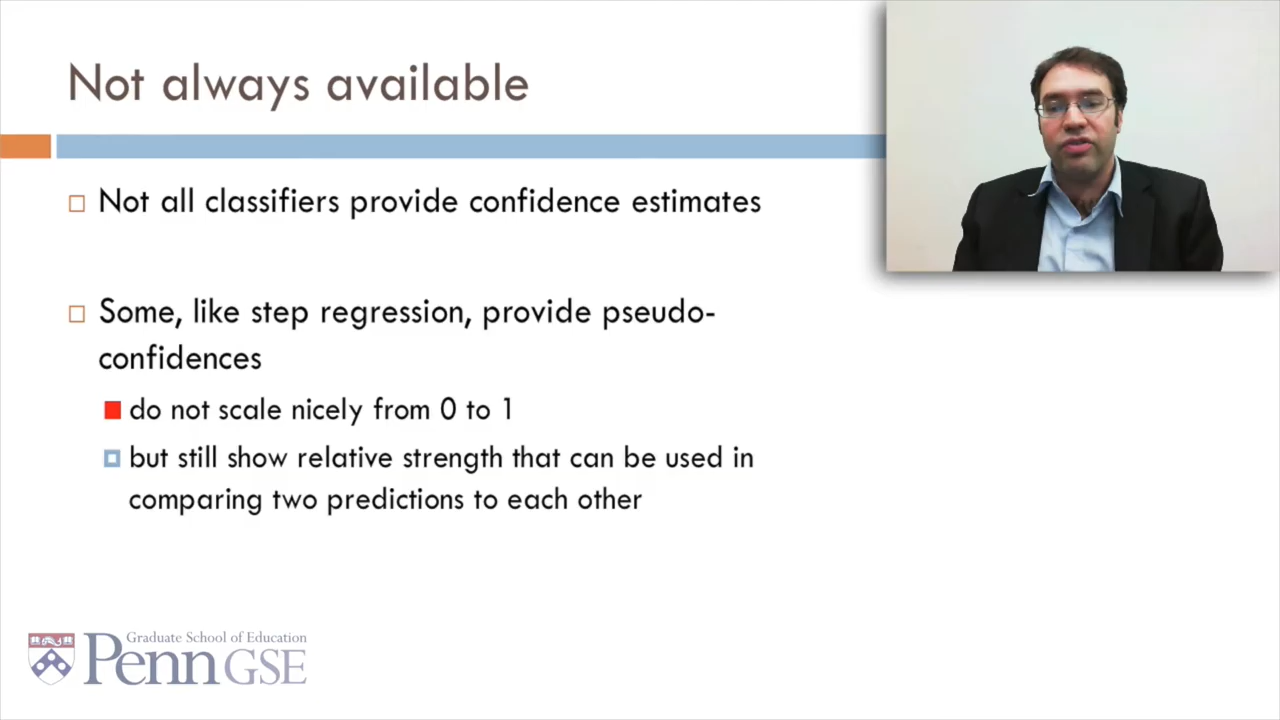 Not always available
Not all classifiers provide confidence estimates
Some, like step regression, provide pseudo-
confidences
do not scale nicely from 0 to 1
but still show relative strength that can be used in
comparing two predictions to each other
Graduate School of Education
Penn GSE